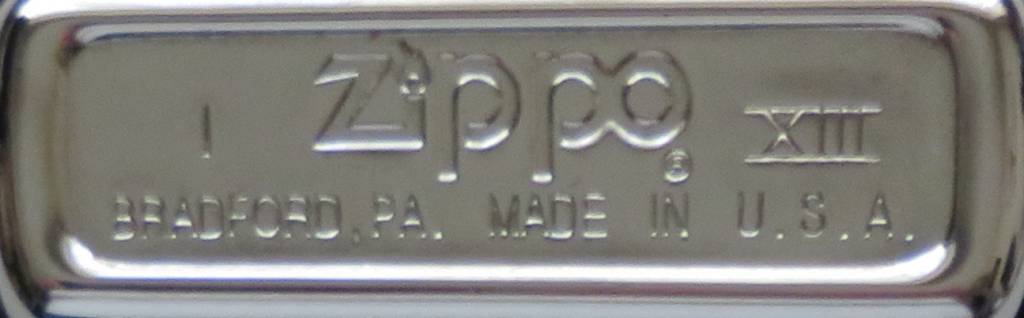 I Zippo® XIII
BRADFORD, PA. MADE IN U.S.A.